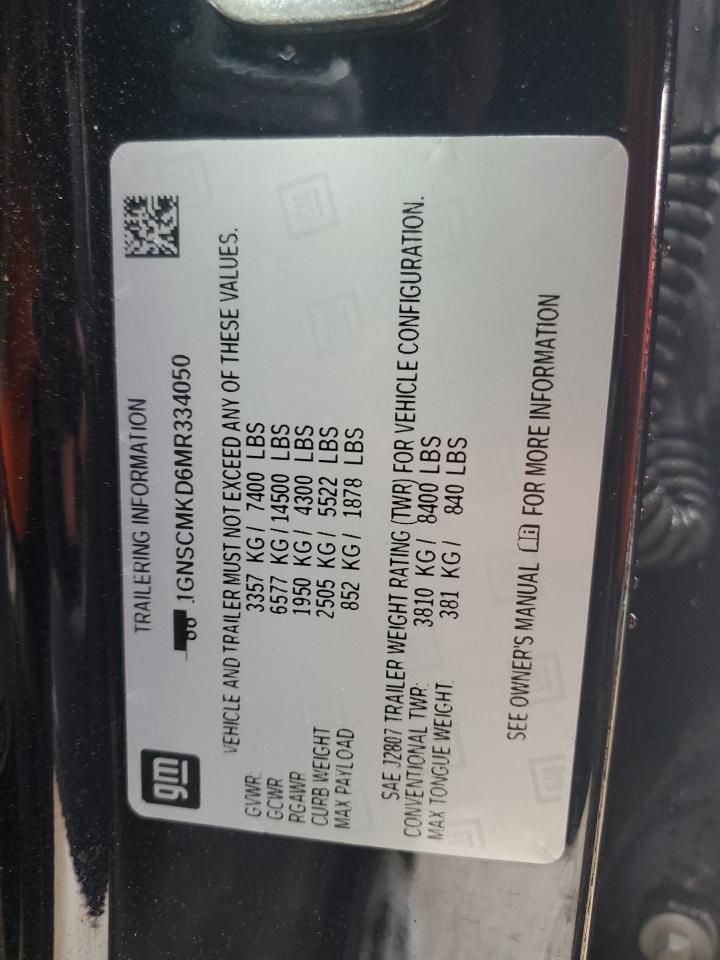 gm
TRAILERING INFORMATION
1GNSCMKD6MR334050
VEHICLE AND TRAILER MUST NOT EXCEED ANY OF THESE VALUES.
GVWR: 3357 KG / 7400 LBS
GCWR: 6577 KG / 14500 LBS
RGAWR 1950 KG / 4300 LBS
CURB WEIGHT 2505 KG / 5522 LBS
MAX PAYLOAD: 852 KG / 1878 LBS
SAE J2807 TRAILER WEIGHT RATING (TWR) FOR VEHICLE CONFIGURATION.
CONVENTIONAL TWR: 3810 KG / 8400 LBS
MAX TONGUE WEIGHT: 381 KG / 840 LBS
SEE OWNER'S MANUAL FOR MORE INFORMATION